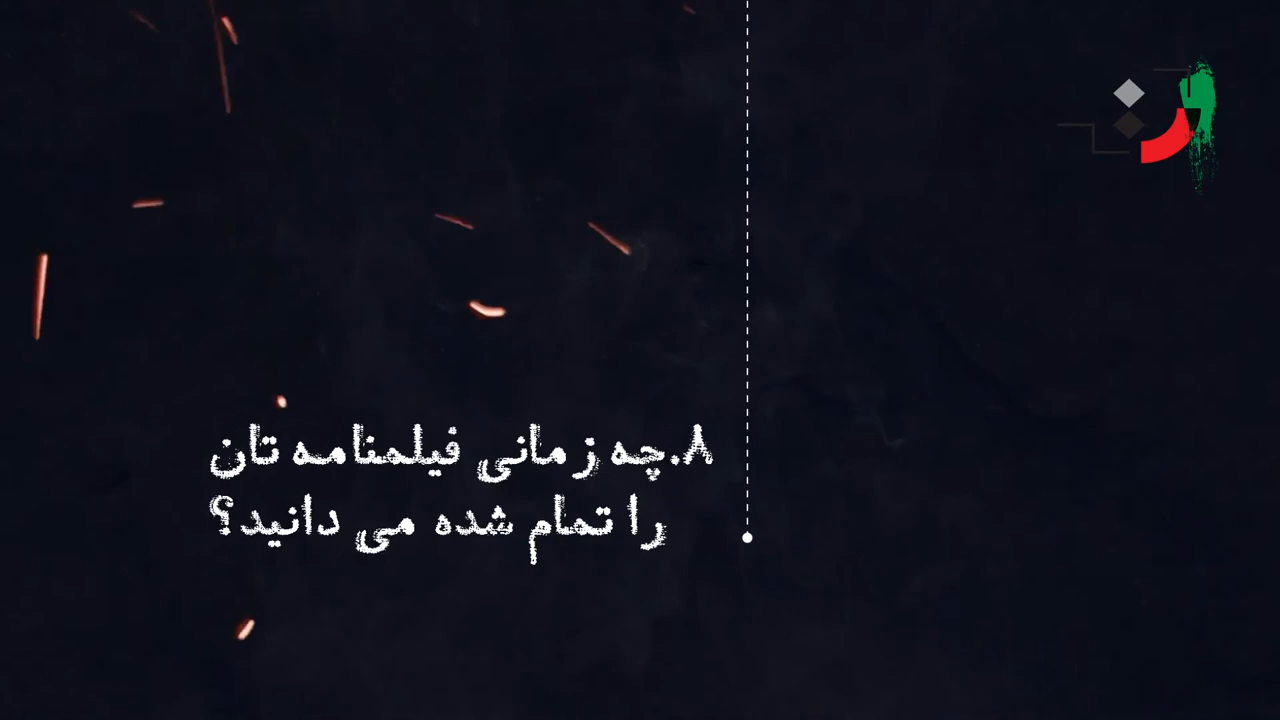 ۸.چه زمانی فیلمنامه تان
را تمام شده می دانید؟